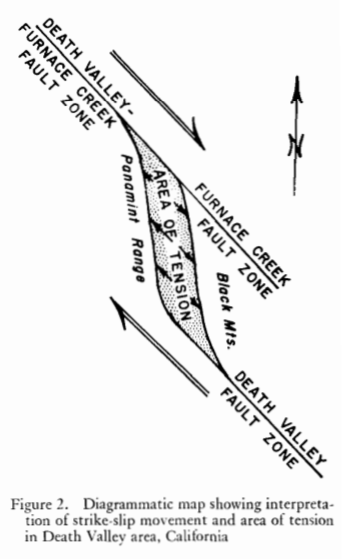 DEATH VALLEY-
FURNACE CREEK
FAULT ZONE
N
AREA OF TENSION
Panamint Range
FURNACE CREEK
FAULT ZONE
Black Mts.
DEATH VALLEY
FAULT ZONE
Figure 2. Diagrammatic map showing interpreta-
tion of strike-slip movement and area of tension
in Death Valley area, California